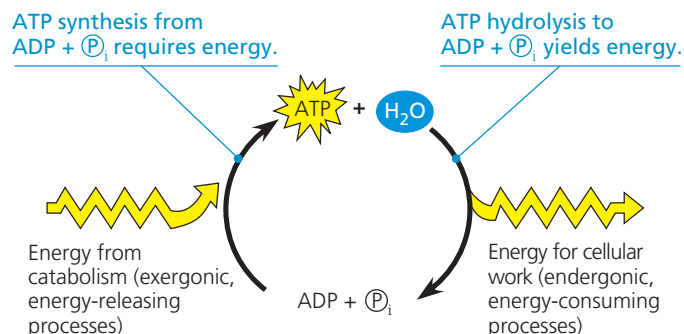 ATP synthesis from
ADP + Ⓟi requires energy.
ATP hydrolysis to
ADP + Ⓟi yields energy.
ATP + H₂O
Energy from
catabolism (exergonic,
energy-releasing
processes)
ADP + Ⓟi
Energy for cellular
work (endergonic,
energy-consuming
processes)